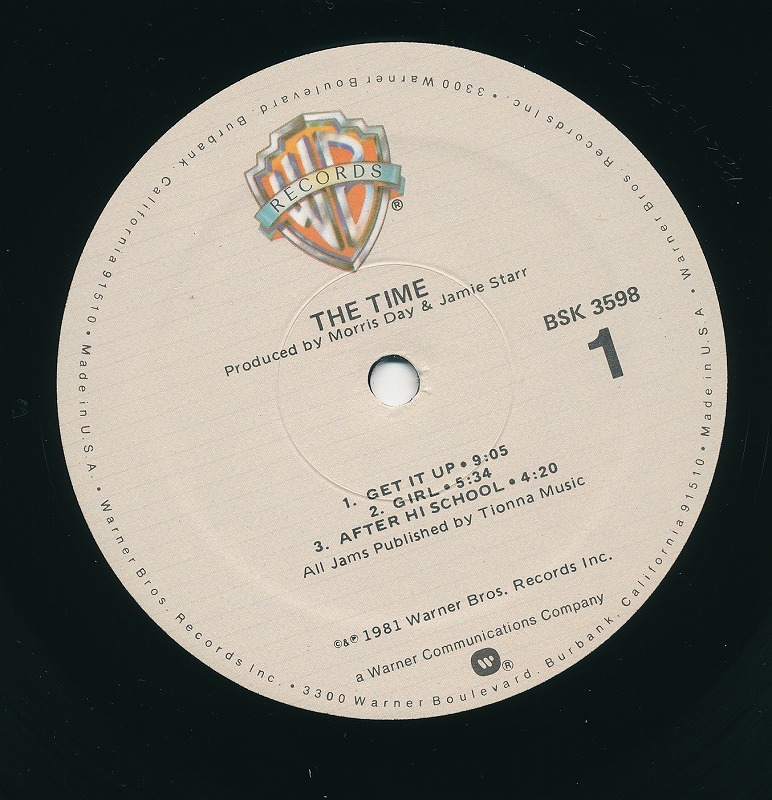 WB
RECORDS
®
THE TIME
Produced by Morris Day & Jamie Starr
BSK 3598
1
1. GET IT UP • 9:05
2. GIRL • 5:34
3. AFTER HI SCHOOL • 4:20
All Jams Published by Tionna Music
©&℗ 1981 Warner Bros. Records Inc.
a Warner Communications Company
®
Warner Bros. Records Inc. • 3300 Warner Boulevard, Burbank, California 91510 • Made in U.S.A. •
Warner Bros. Records Inc. • 3300 Warner Boulevard, Burbank, California 91510 • Made in U.S.A. •